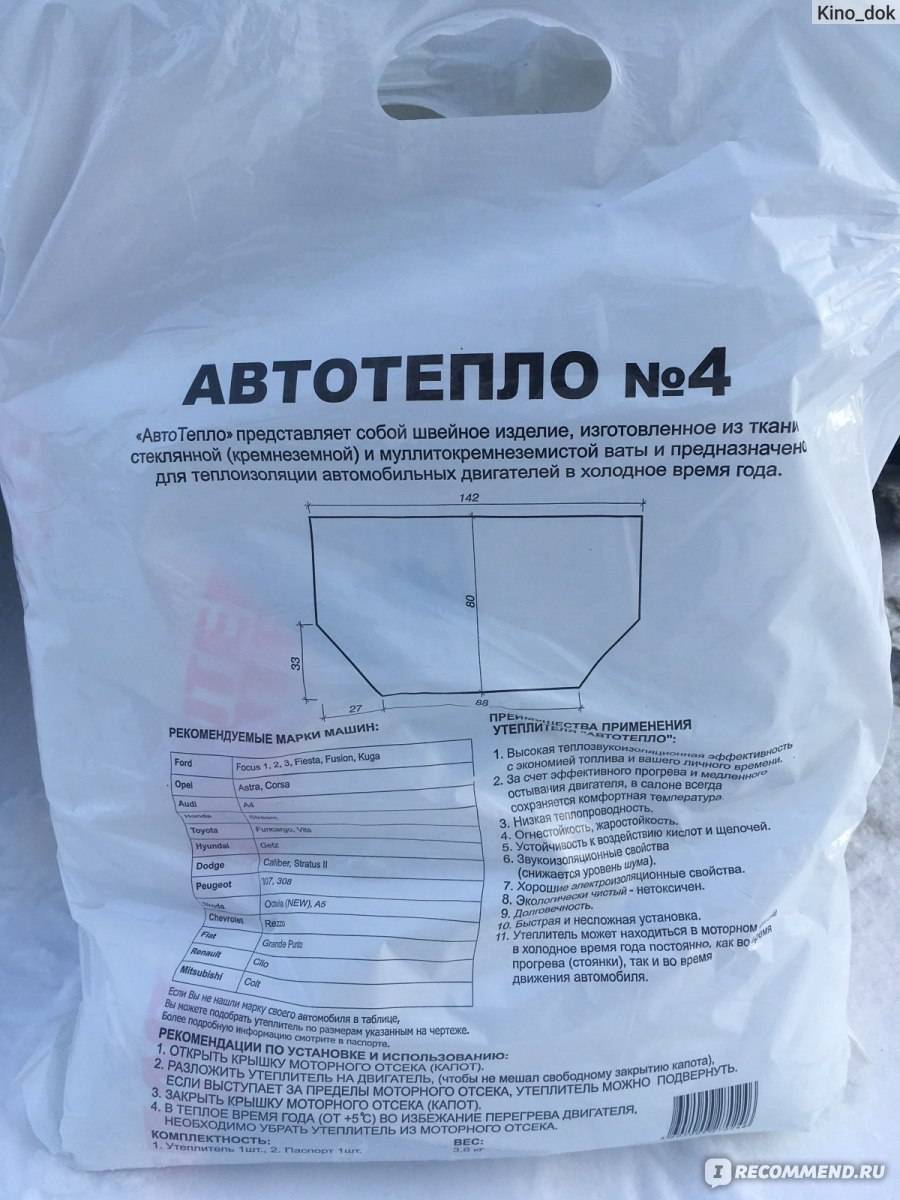 Kino_dok
АВТОТЕПЛО №4
«АвтоТепло» представляет собой швейное изделие, изготовленное из ткани
стеклянной (кремнеземной) и муллитокремнеземистой ваты и предназначено
для теплоизоляции автомобильных двигателей в холодное время года.
142
80
33
27
88
РЕКОМЕНДУЕМЫЕ МАРКИ МАШИН:
Ford Focus 1, 2, 3, Fiesta, Fusion, Kuga
Opel Astra, Corsa
Audi A4
Honda Stream
Toyota Funcargo, Vits
Hyundai Getz
Dodge Caliber, Stratus II
Peugeot 107, 308
Skoda Octavia (NEW), A5
Chevrolet Rezzo
Fiat Grande Punto
Renault Clio
Mitsubishi Colt
Если Вы не нашли марку своего автомобиля в таблице,
Вы можете подобрать утеплитель по размерам указанным на чертеже.
Более подробную информацию смотрите в паспорте.
ПРЕИМУЩЕСТВА ПРИМЕНЕНИЯ
УТЕПЛИТЕЛЯ "АВТОТЕПЛО":
1. Высокая теплозвукоизоляционная эффективность
с экономией топлива и вашего личного времени.
2. За счет эффективного прогрева и медленного
остывания двигателя, в салоне всегда
сохраняется комфортная температура.
3. Низкая теплопроводность.
4. Огнестойкость, жаростойкость.
5. Устойчивость к воздействию кислот и щелочей.
6. Звукоизоляционные свойства
(снижается уровень шума).
7. Хорошие электроизоляционные свойства.
8. Экологически чистый - нетоксичен.
9. Долговечность.
10. Быстрая и несложная установка.
11. Утеплитель может находиться в моторном
в холодное время года постоянно, как во время
прогрева (стоянки), так и во время
движения автомобиля.
РЕКОМЕНДАЦИИ ПО УСТАНОВКЕ И ИСПОЛЬЗОВАНИЮ:
1. ОТКРЫТЬ КРЫШКУ МОТОРНОГО ОТСЕКА (КАПОТ).
2. РАЗЛОЖИТЬ УТЕПЛИТЕЛЬ НА ДВИГАТЕЛЬ, (чтобы не мешал свободному закрытию капота),
ЕСЛИ ВЫСТУПАЕТ ЗА ПРЕДЕЛЫ МОТОРНОГО ОТСЕКА, УТЕПЛИТЕЛЬ МОЖНО ПОДВЕРНУТЬ.
3. ЗАКРЫТЬ КРЫШКУ МОТОРНОГО ОТСЕКА (КАПОТ).
4. В ТЕПЛОЕ ВРЕМЯ ГОДА (ОТ +5°С) ВО ИЗБЕЖАНИЕ ПЕРЕГРЕВА ДВИГАТЕЛЯ,
НЕОБХОДИМО УБРАТЬ УТЕПЛИТЕЛЬ ИЗ МОТОРНОГО ОТСЕКА.
КОМПЛЕКТНОСТЬ:
1. Утеплитель 1шт., 2. Паспорт 1шт.
ВЕС:
3.6 кг
IRECOMMEND.RU